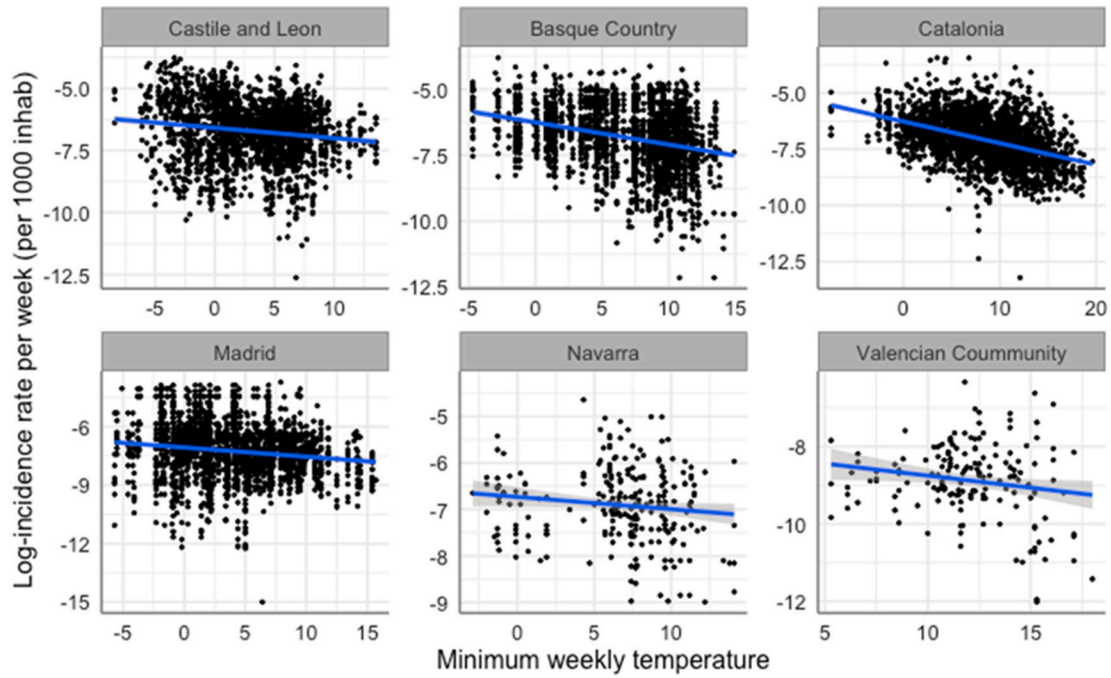 Castile and Leon
Basque Country
Catalonia
-5.0
-7.5
-10.0
-12.5
-5 0 5 10
-5.0
-7.5
-10.0
-12.5
-5 0 5 10 15
-5.0
-7.5
-10.0
-12.5
0 10 20
Log-incidence rate per week (per 1000 inhab)
Madrid
Navarra
Valencian Coummunity
-6
-9
-12
-15
-5 0 5 10 15
-5
-6
-7
-8
-9
0 5 10
-8
-10
-12
5 10 15
Minimum weekly temperature